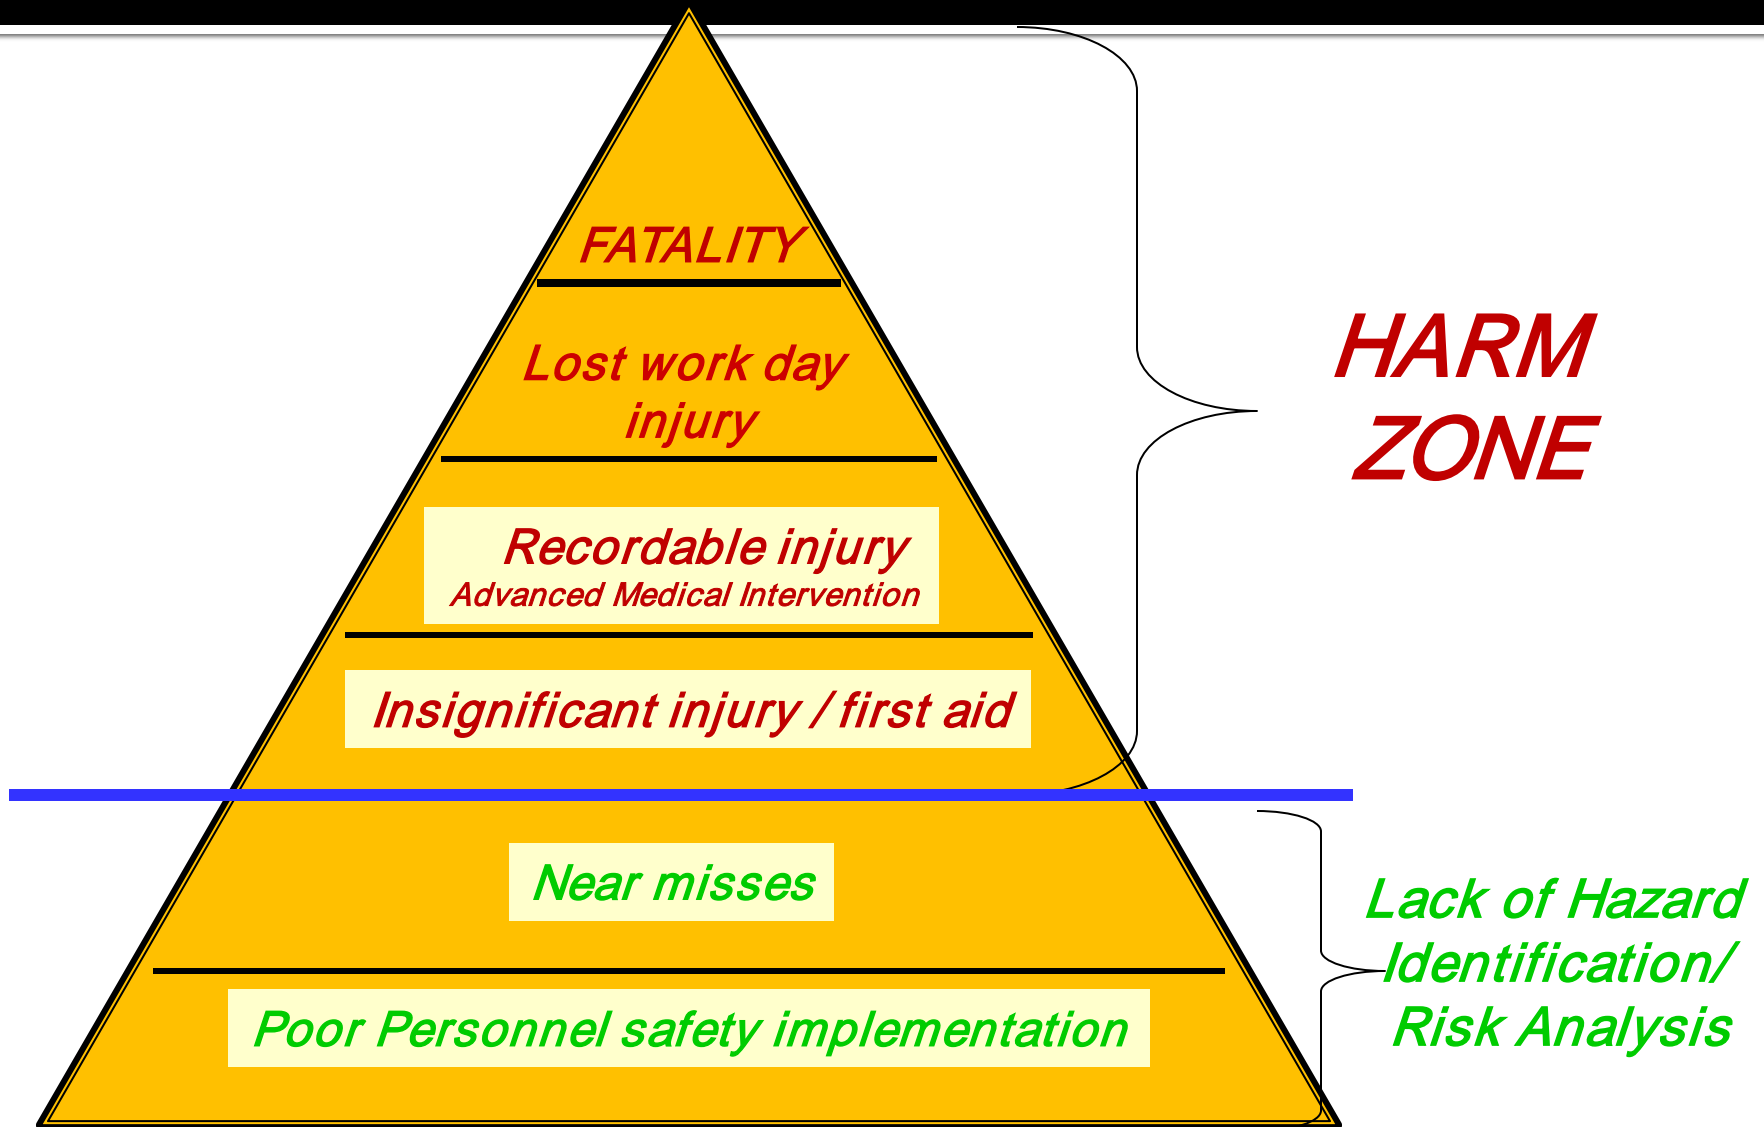 FATALITY
Lost work day
injury
Recordable injury
Advanced Medical Intervention
Insignificant injury / first aid
HARM
ZONE
Near misses
Poor Personnel safety implementation
Lack of Hazard
Identification/
Risk Analysis